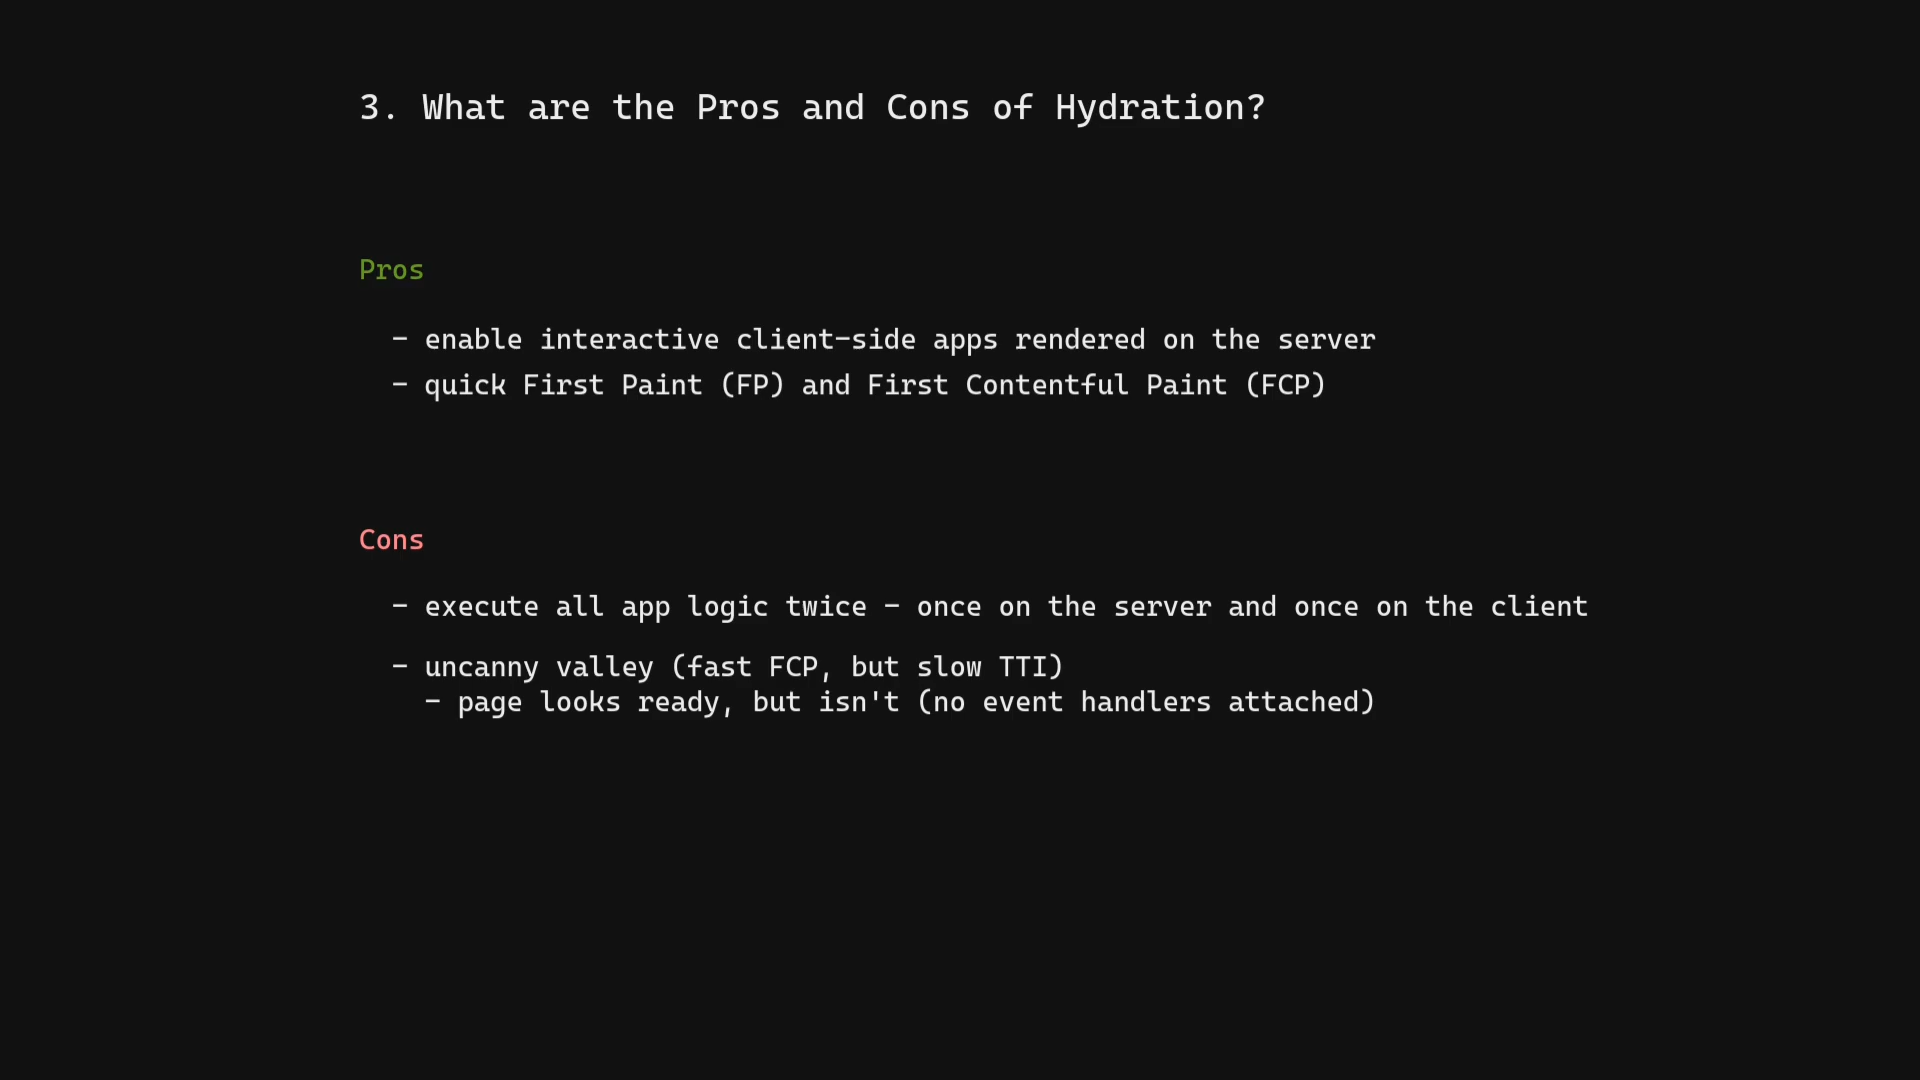 3. What are the Pros and Cons of Hydration?
Pros
- enable interactive client-side apps rendered on the server
- quick First Paint (FP) and First Contentful Paint (FCP)
Cons
- execute all app logic twice - once on the server and once on the client
- uncanny valley (fast FCP, but slow TTI)
- page looks ready, but isn't (no event handlers attached)